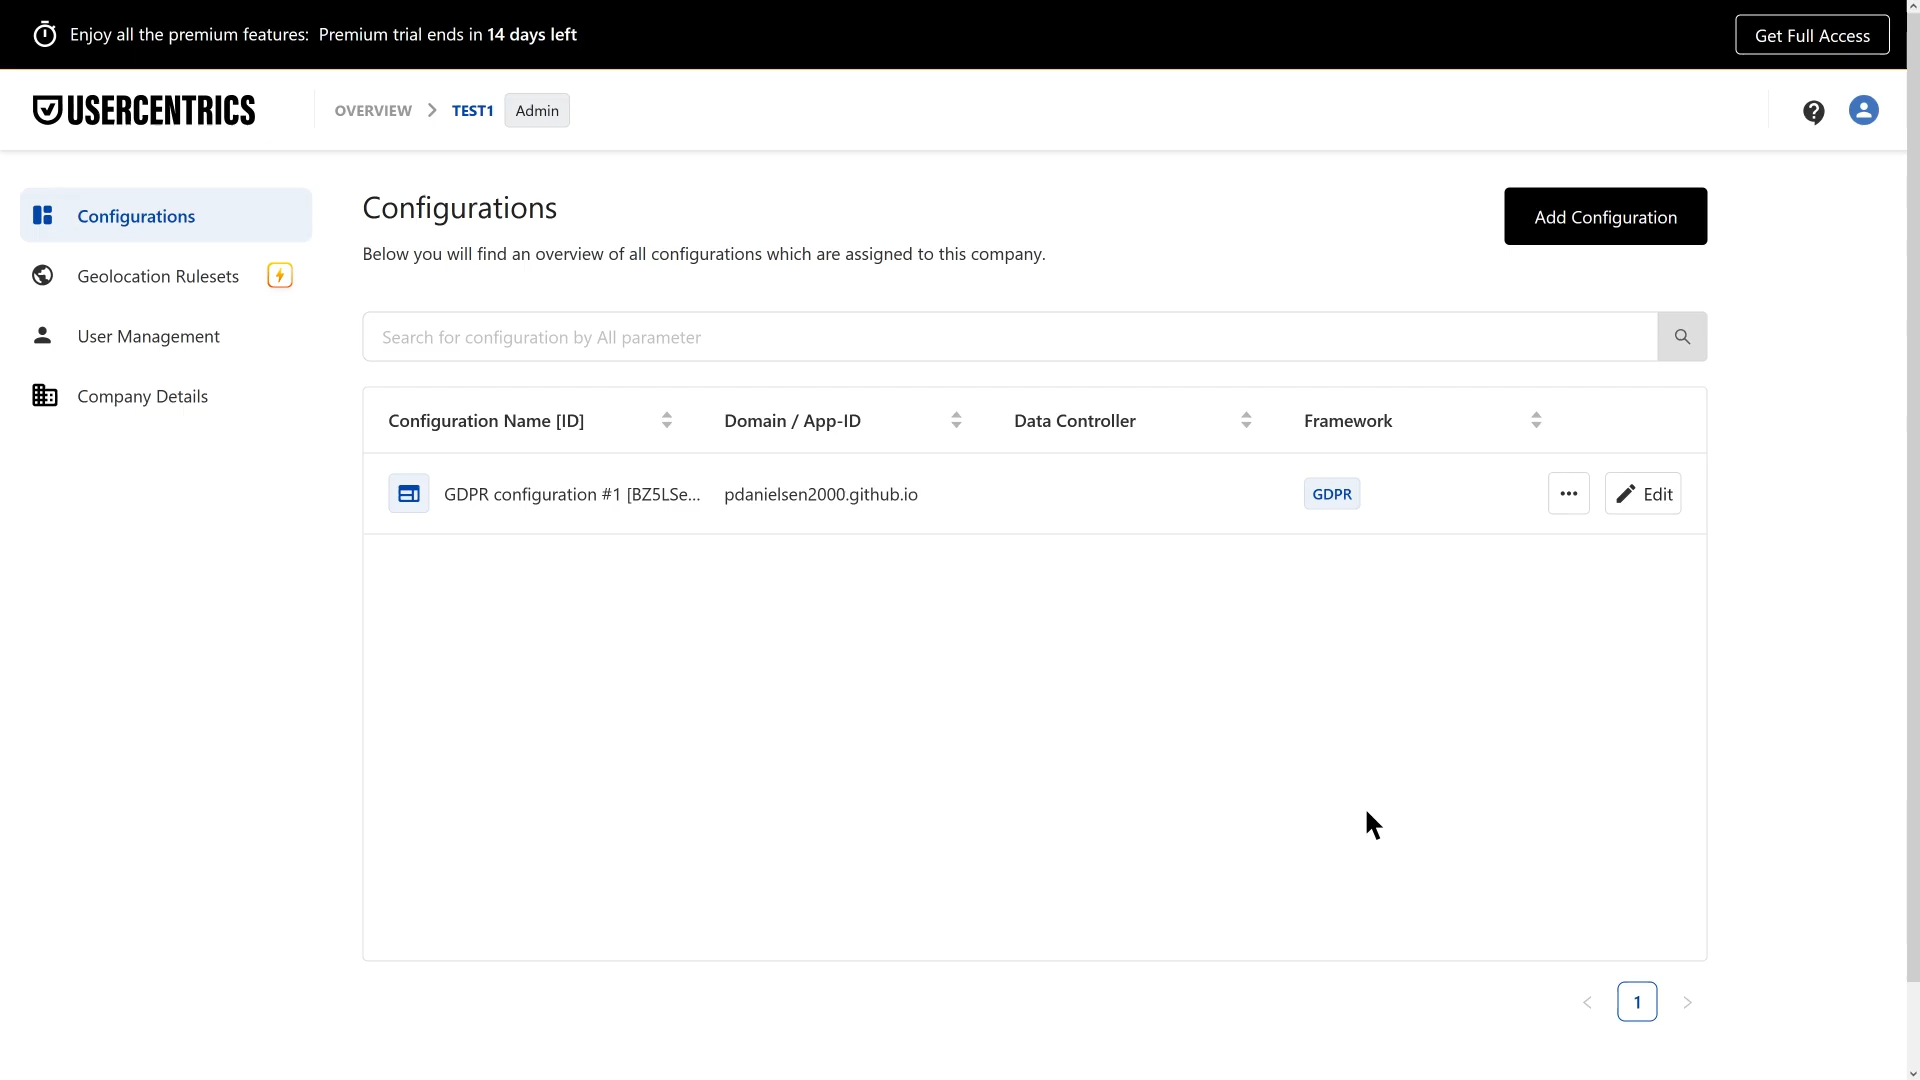 Enjoy all the premium features: Premium trial ends in 14 days left
Get Full Access
USERCENTRICS
OVERVIEW
TEST1
Admin
Configurations
Geolocation Rulesets
User Management
Company Details
Configurations
Below you will find an overview of all configurations which are assigned to this company.
Add Configuration
Search for configuration by All parameter
Configuration Name [ID]
Domain / App-ID
Data Controller
Framework
GDPR configuration #1 [BZ5LSe...
pdanielsen2000.github.io
GDPR
Edit
1